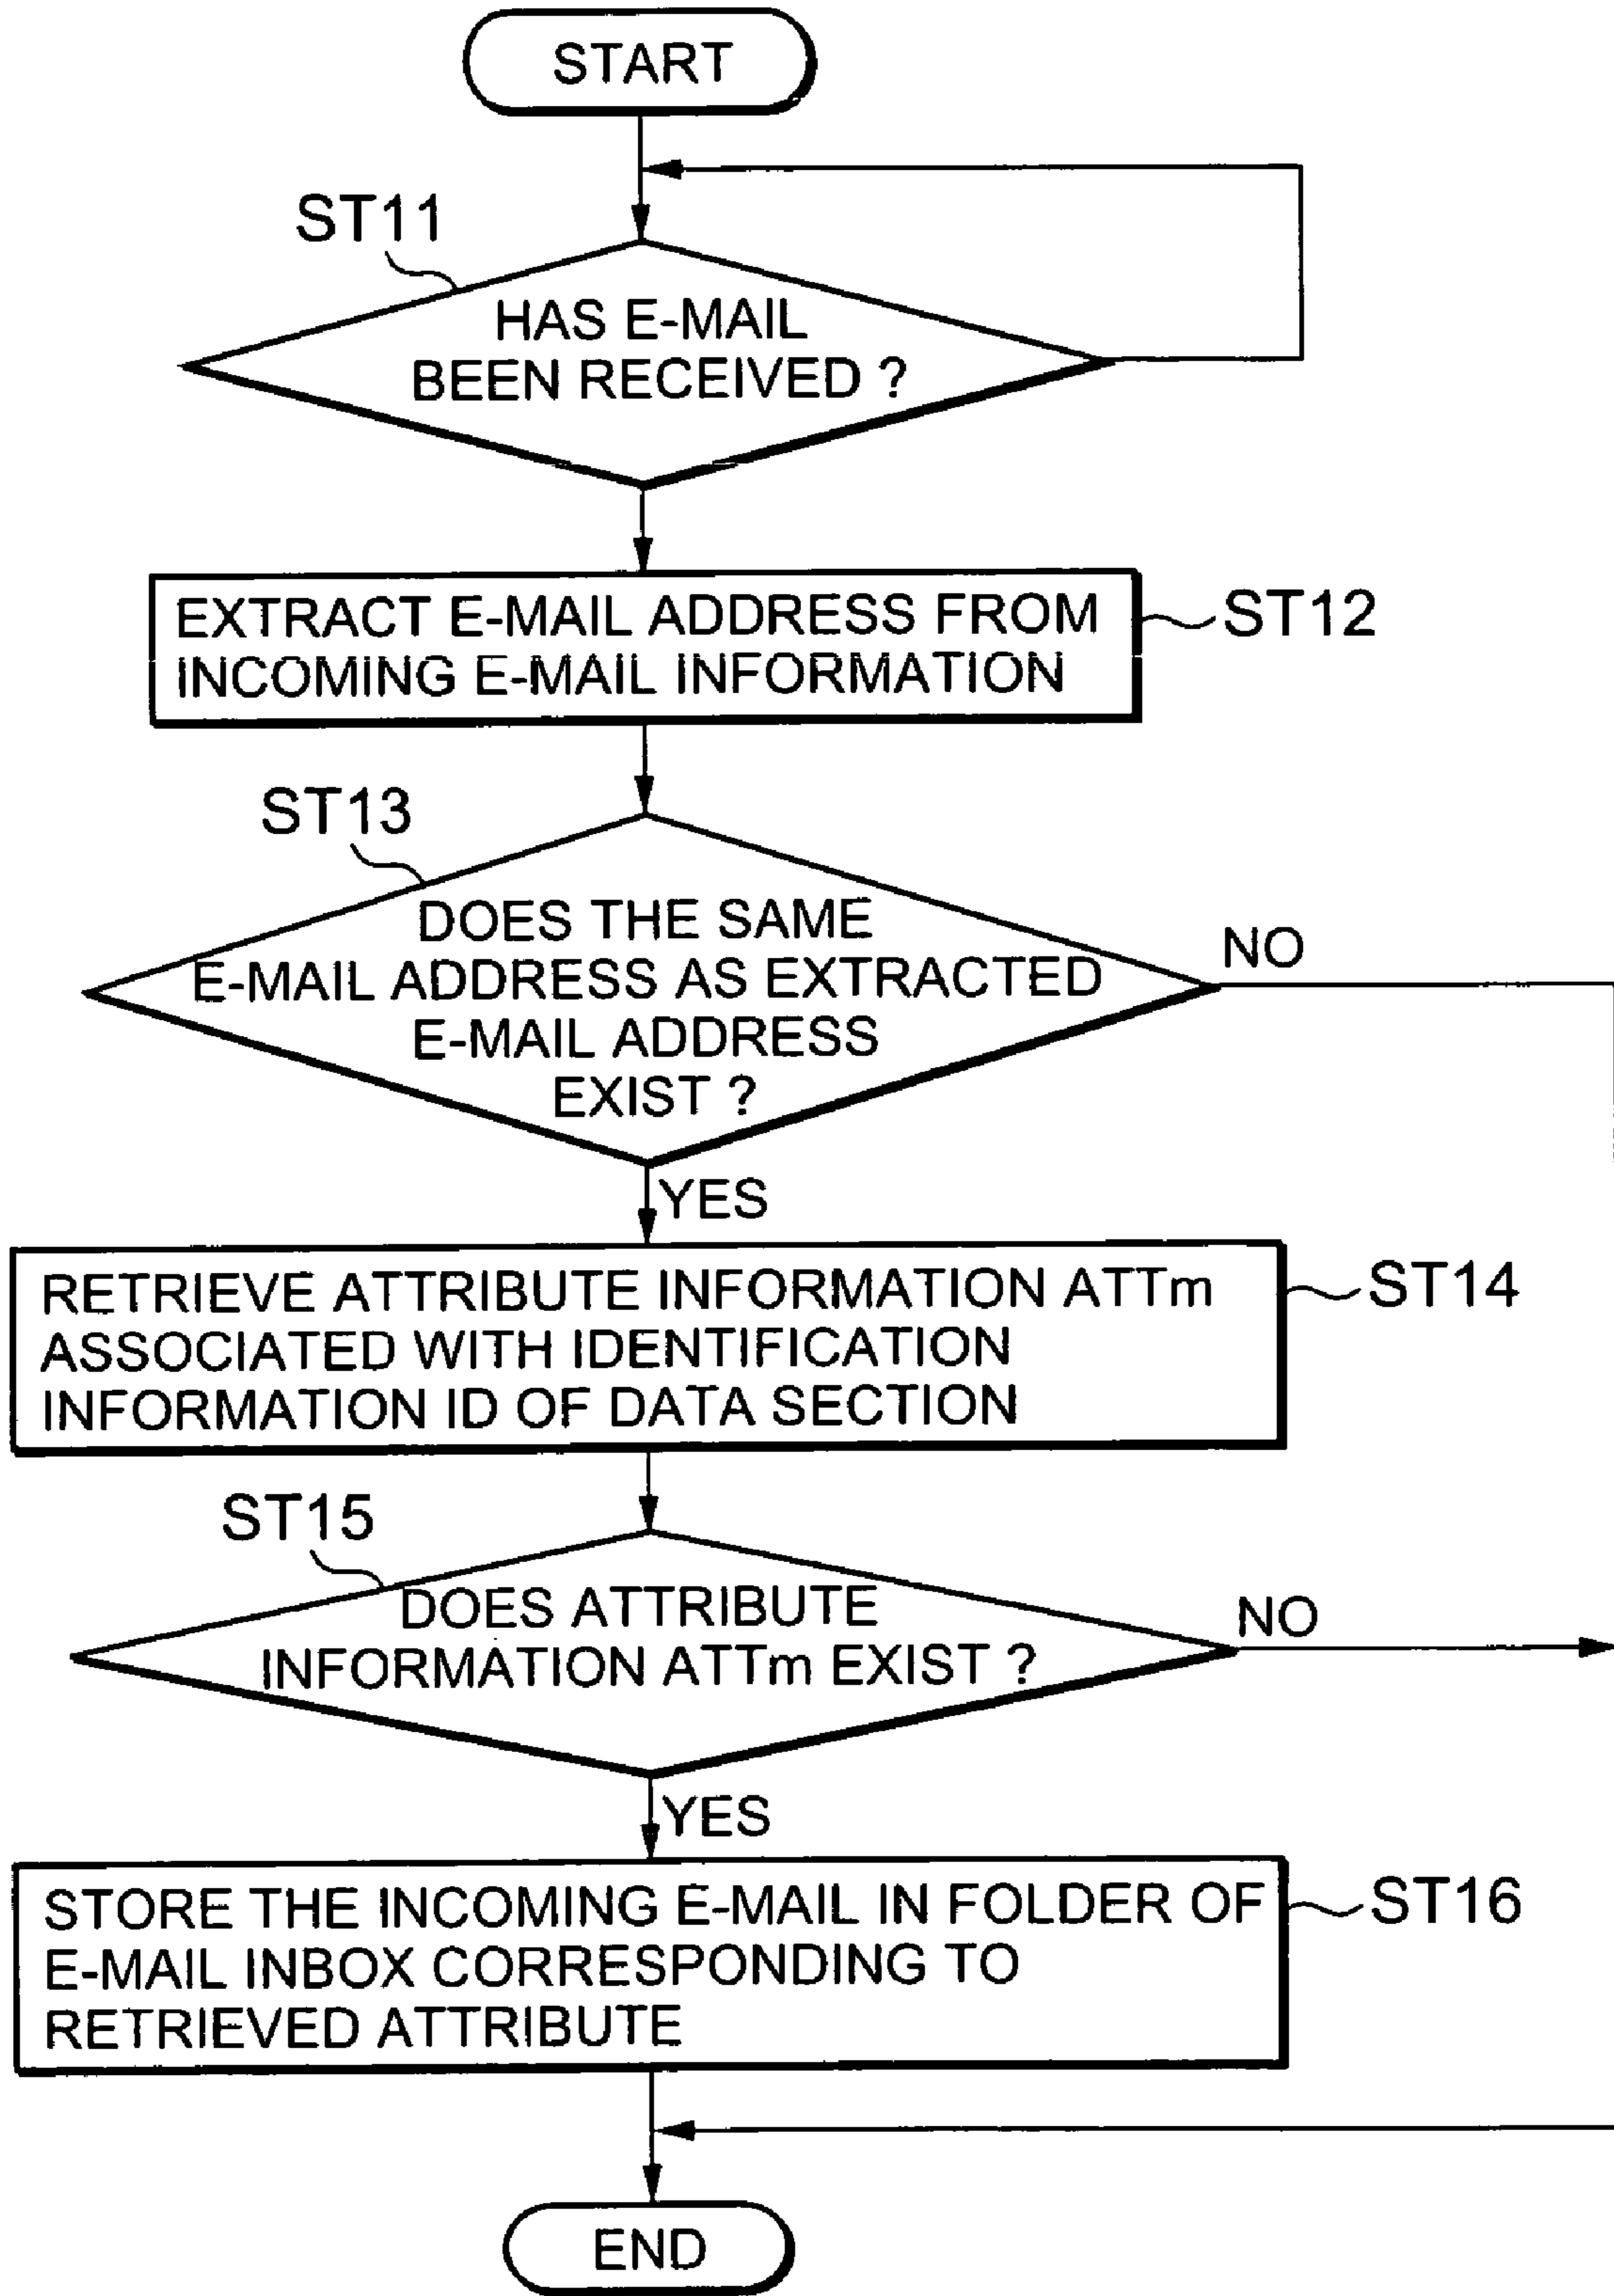 START
ST11
HAS E-MAIL
BEEN RECEIVED ?
EXTRACT E-MAIL ADDRESS FROM
INCOMING E-MAIL INFORMATION
ST12
ST13
DOES THE SAME
E-MAIL ADDRESS AS EXTRACTED
E-MAIL ADDRESS
EXIST ?
NO
YES
RETRIEVE ATTRIBUTE INFORMATION ATTm
ASSOCIATED WITH IDENTIFICATION
INFORMATION ID OF DATA SECTION
ST14
ST15
DOES ATTRIBUTE
INFORMATION ATTm EXIST ?
NO
YES
STORE THE INCOMING E-MAIL IN FOLDER OF
E-MAIL INBOX CORRESPONDING TO
RETRIEVED ATTRIBUTE
ST16
END